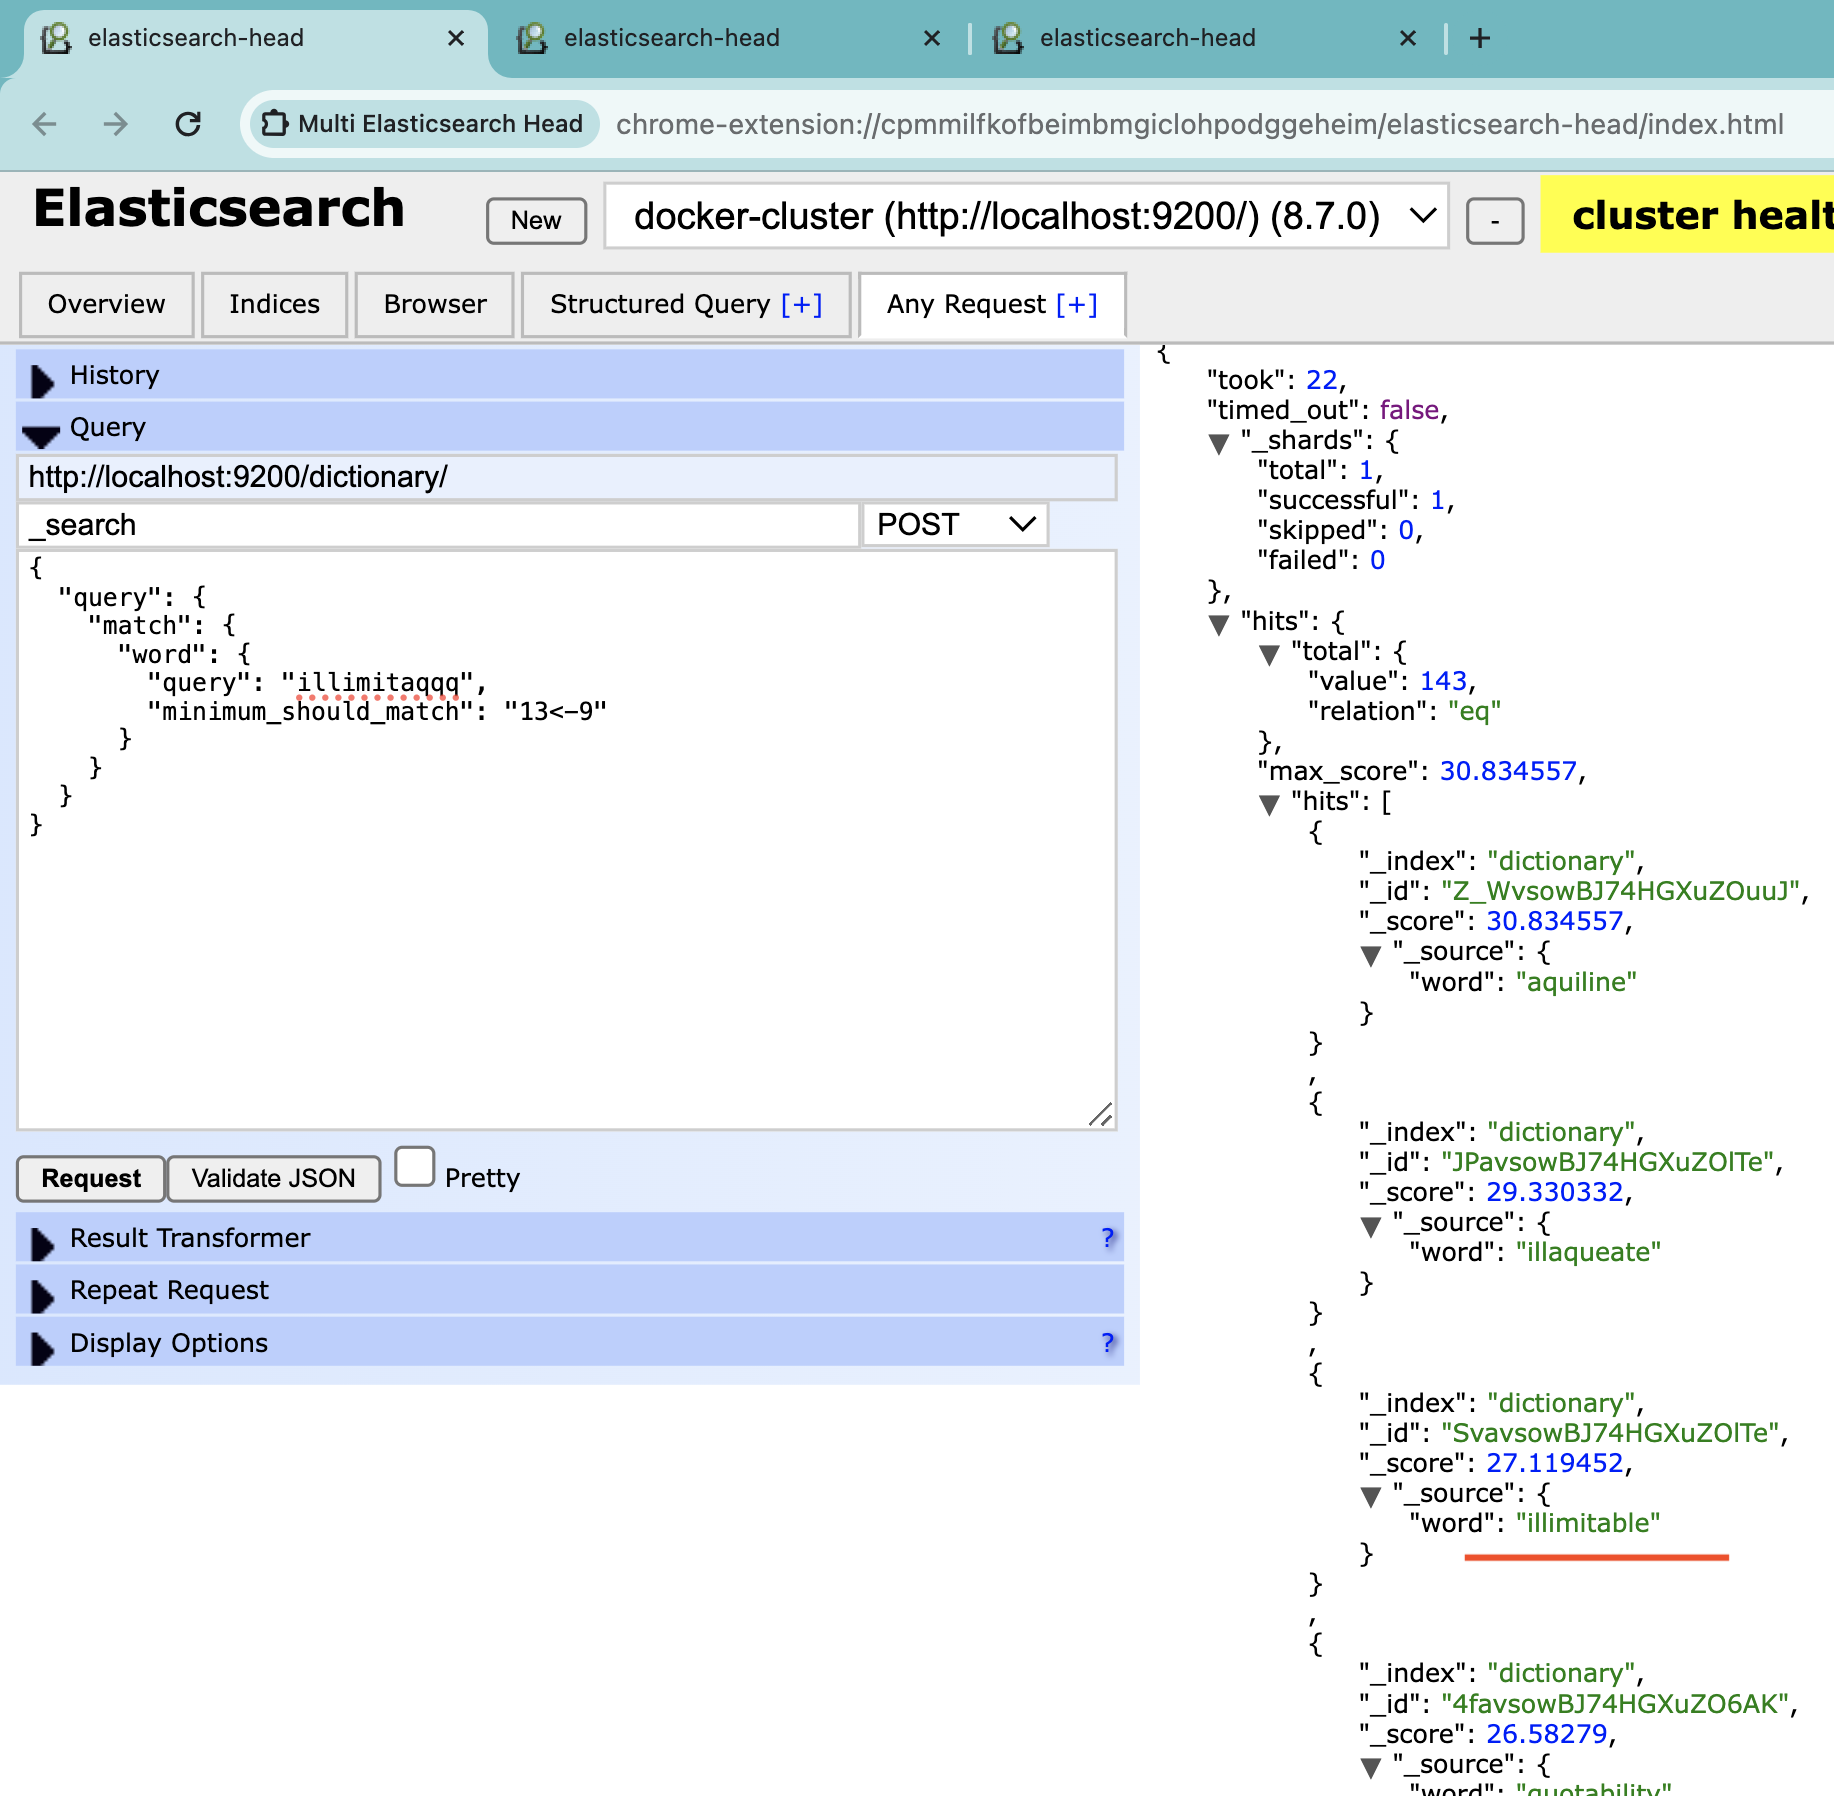 elasticsearch-head
elasticsearch-head
elasticsearch-head
Multi Elasticsearch Head
chrome-extension://cpmmilfkofbeimbmgiclohpodggeheim/elasticsearch-head/index.html
Elasticsearch
New
docker-cluster (http://localhost:9200/) (8.7.0)
-
cluster healt
Overview
Indices
Browser
Structured Query [+]
Any Request [+]
History
Query
http://localhost:9200/dictionary/
_search
POST
{
"query": {
"match": {
"word": {
"query": "illimitaqqq",
"minimum_should_match": "13<-9"
}
}
}
}
Request
Validate JSON
Pretty
Result Transformer ?
Repeat Request
Display Options ?
{
"took": 22,
"timed_out": false,
"_shards": {
"total": 1,
"successful": 1,
"skipped": 0,
"failed": 0
},
"hits": {
"total": {
"value": 143,
"relation": "eq"
},
"max_score": 30.834557,
"hits": [
{
"_index": "dictionary",
"_id": "Z_WvsowBJ74HGXuZOuuJ",
"_score": 30.834557,
"_source": {
"word": "aquiline"
}
}
,
{
"_index": "dictionary",
"_id": "JPavsowBJ74HGXuZOlTe",
"_score": 29.330332,
"_source": {
"word": "illaqueate"
}
}
,
{
"_index": "dictionary",
"_id": "SvavsowBJ74HGXuZOlTe",
"_score": 27.119452,
"_source": {
"word": "illimitable"
}
}
,
{
"_index": "dictionary",
"_id": "4favsowBJ74HGXuZO6AK",
"_score": 26.58279,
"_source": {
"word": "quotability"